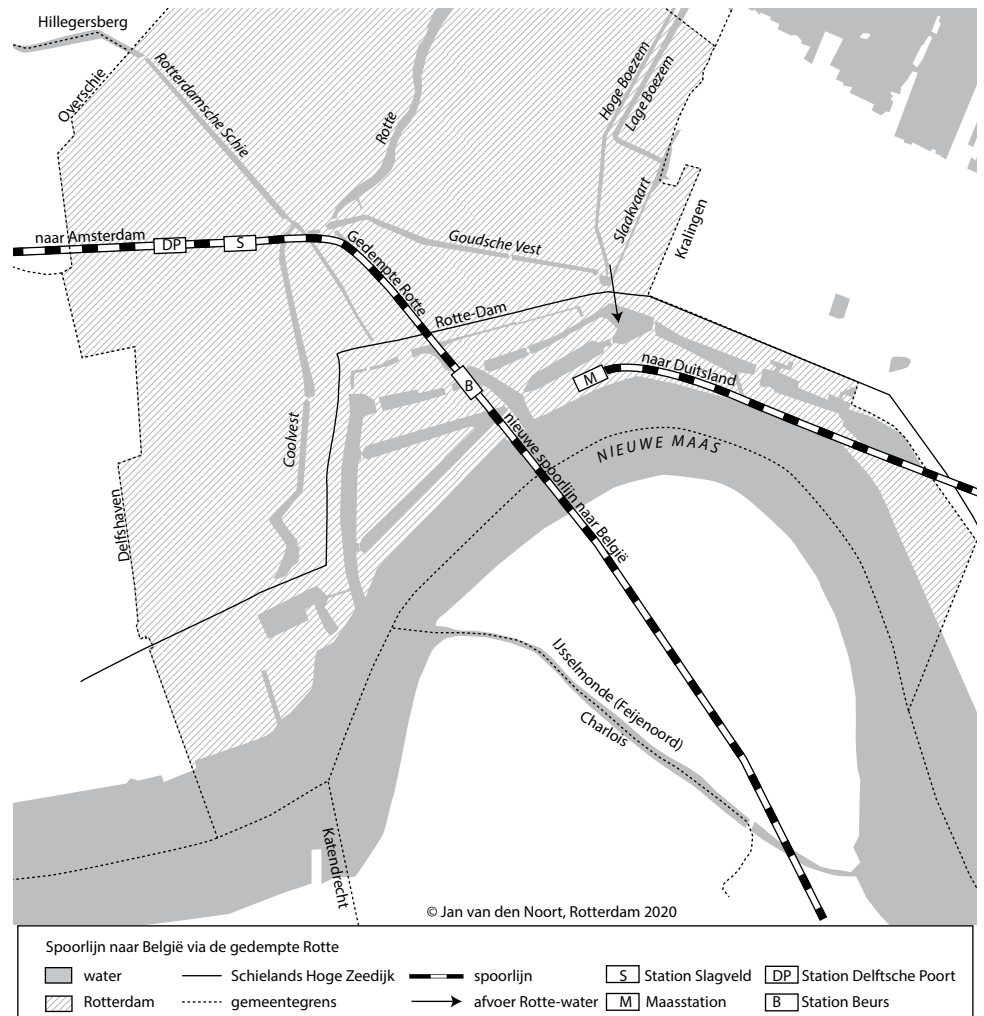 Hillegersberg
Overschie
Rotterdamsche Schie
Rotte
Hoge Boezem
Lage Boezem
Slaakvaart
Kralingen
naar Amsterdam
DP
S
Gedempte Rotte
Goudsche Vest
Rotte-Dam
B
M
naar Duitsland
NIEUWE MAAS
nieuwe spoorlijn naar België
Coolvest
Delfshaven
IJsselmonde (Feijenoord)
Charlois
Katendrecht
© Jan van den Noort, Rotterdam 2020
Spoorlijn naar België via de gedempte Rotte
water
Schielands Hoge Zeedijk
spoorlijn
S Station Slagveld
DP Station Delftsche Poort
Rotterdam
gemeentegrens
afvoer Rotte-water
M Maasstation
B Station Beurs